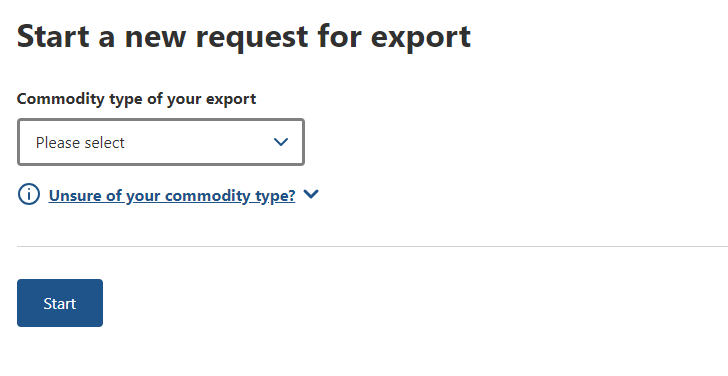 Start a new request for export
Commodity type of your export
Please select
Unsure of your commodity type?
Start